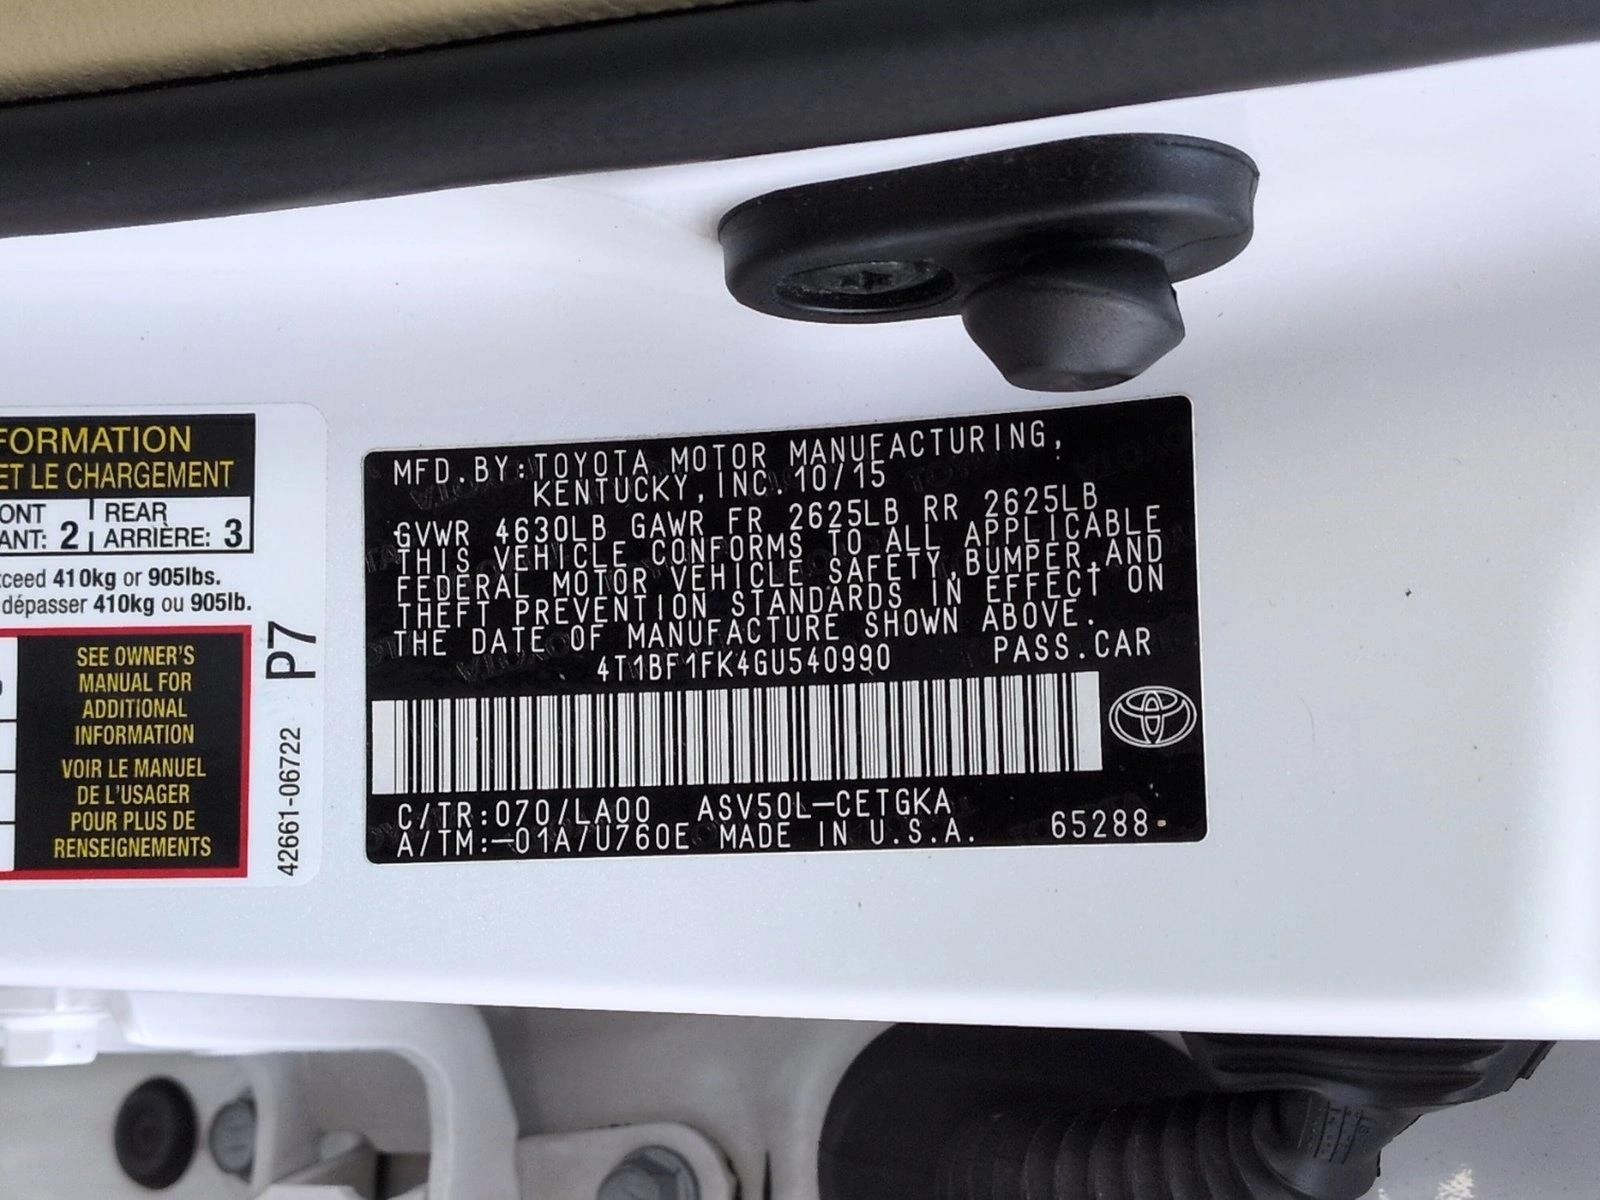 FORMATION
ET LE CHARGEMENT
ONT
ANT: 2
REAR
ARRIÈRE: 3
ceed 410kg or 905lbs.
dépasser 410kg ou 905lb.
SEE OWNER'S
MANUAL FOR
ADDITIONAL
INFORMATION
VOIR LE MANUEL
DE L'USAGER
POUR PLUS DE
RENSEIGNEMENTS
P7
42661-06722
MFD.BY:TOYOTA MOTOR MANUFACTURING,
KENTUCKY,INC.10/15
GVWR 4630LB GAWR FR 2625LB RR 2625LB
THIS VEHICLE CONFORMS TO ALL APPLICABLE
FEDERAL MOTOR VEHICLE SAFETY,BUMPER,AND
THEFT PREVENTION STANDARDS IN EFFECT ON
THE DATE OF MANUFACTURE SHOWN ABOVE.
4T1BF1FK4GU540990 PASS.CAR
C/TR:070/LA00 ASV50L-CETGKA
A/TM:-01A/U760E MADE IN U.S.A. 65288-